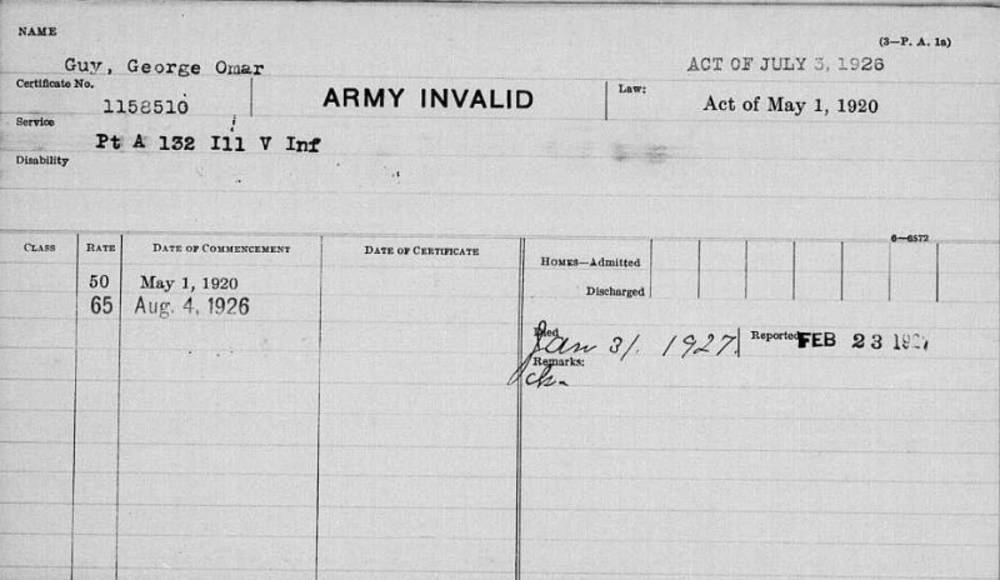 NAME
(3—P. A. 1a)
Guy, George Omar
ACT OF JULY 3, 1926
Certificate No.
1158510
ARMY INVALID
Law:
Act of May 1, 1920
Service
Pt A 132 Ill V Inf
Disability
6—6572
CLASS RATE DATE OF COMMENCEMENT DATE OF CERTIFICATE
HOMES—Admitted
50 May 1, 1920
Discharged
65 Aug. 4, 1926
Died Jan 31. 1927. Reported FEB 23 1927
Remarks:
ch.